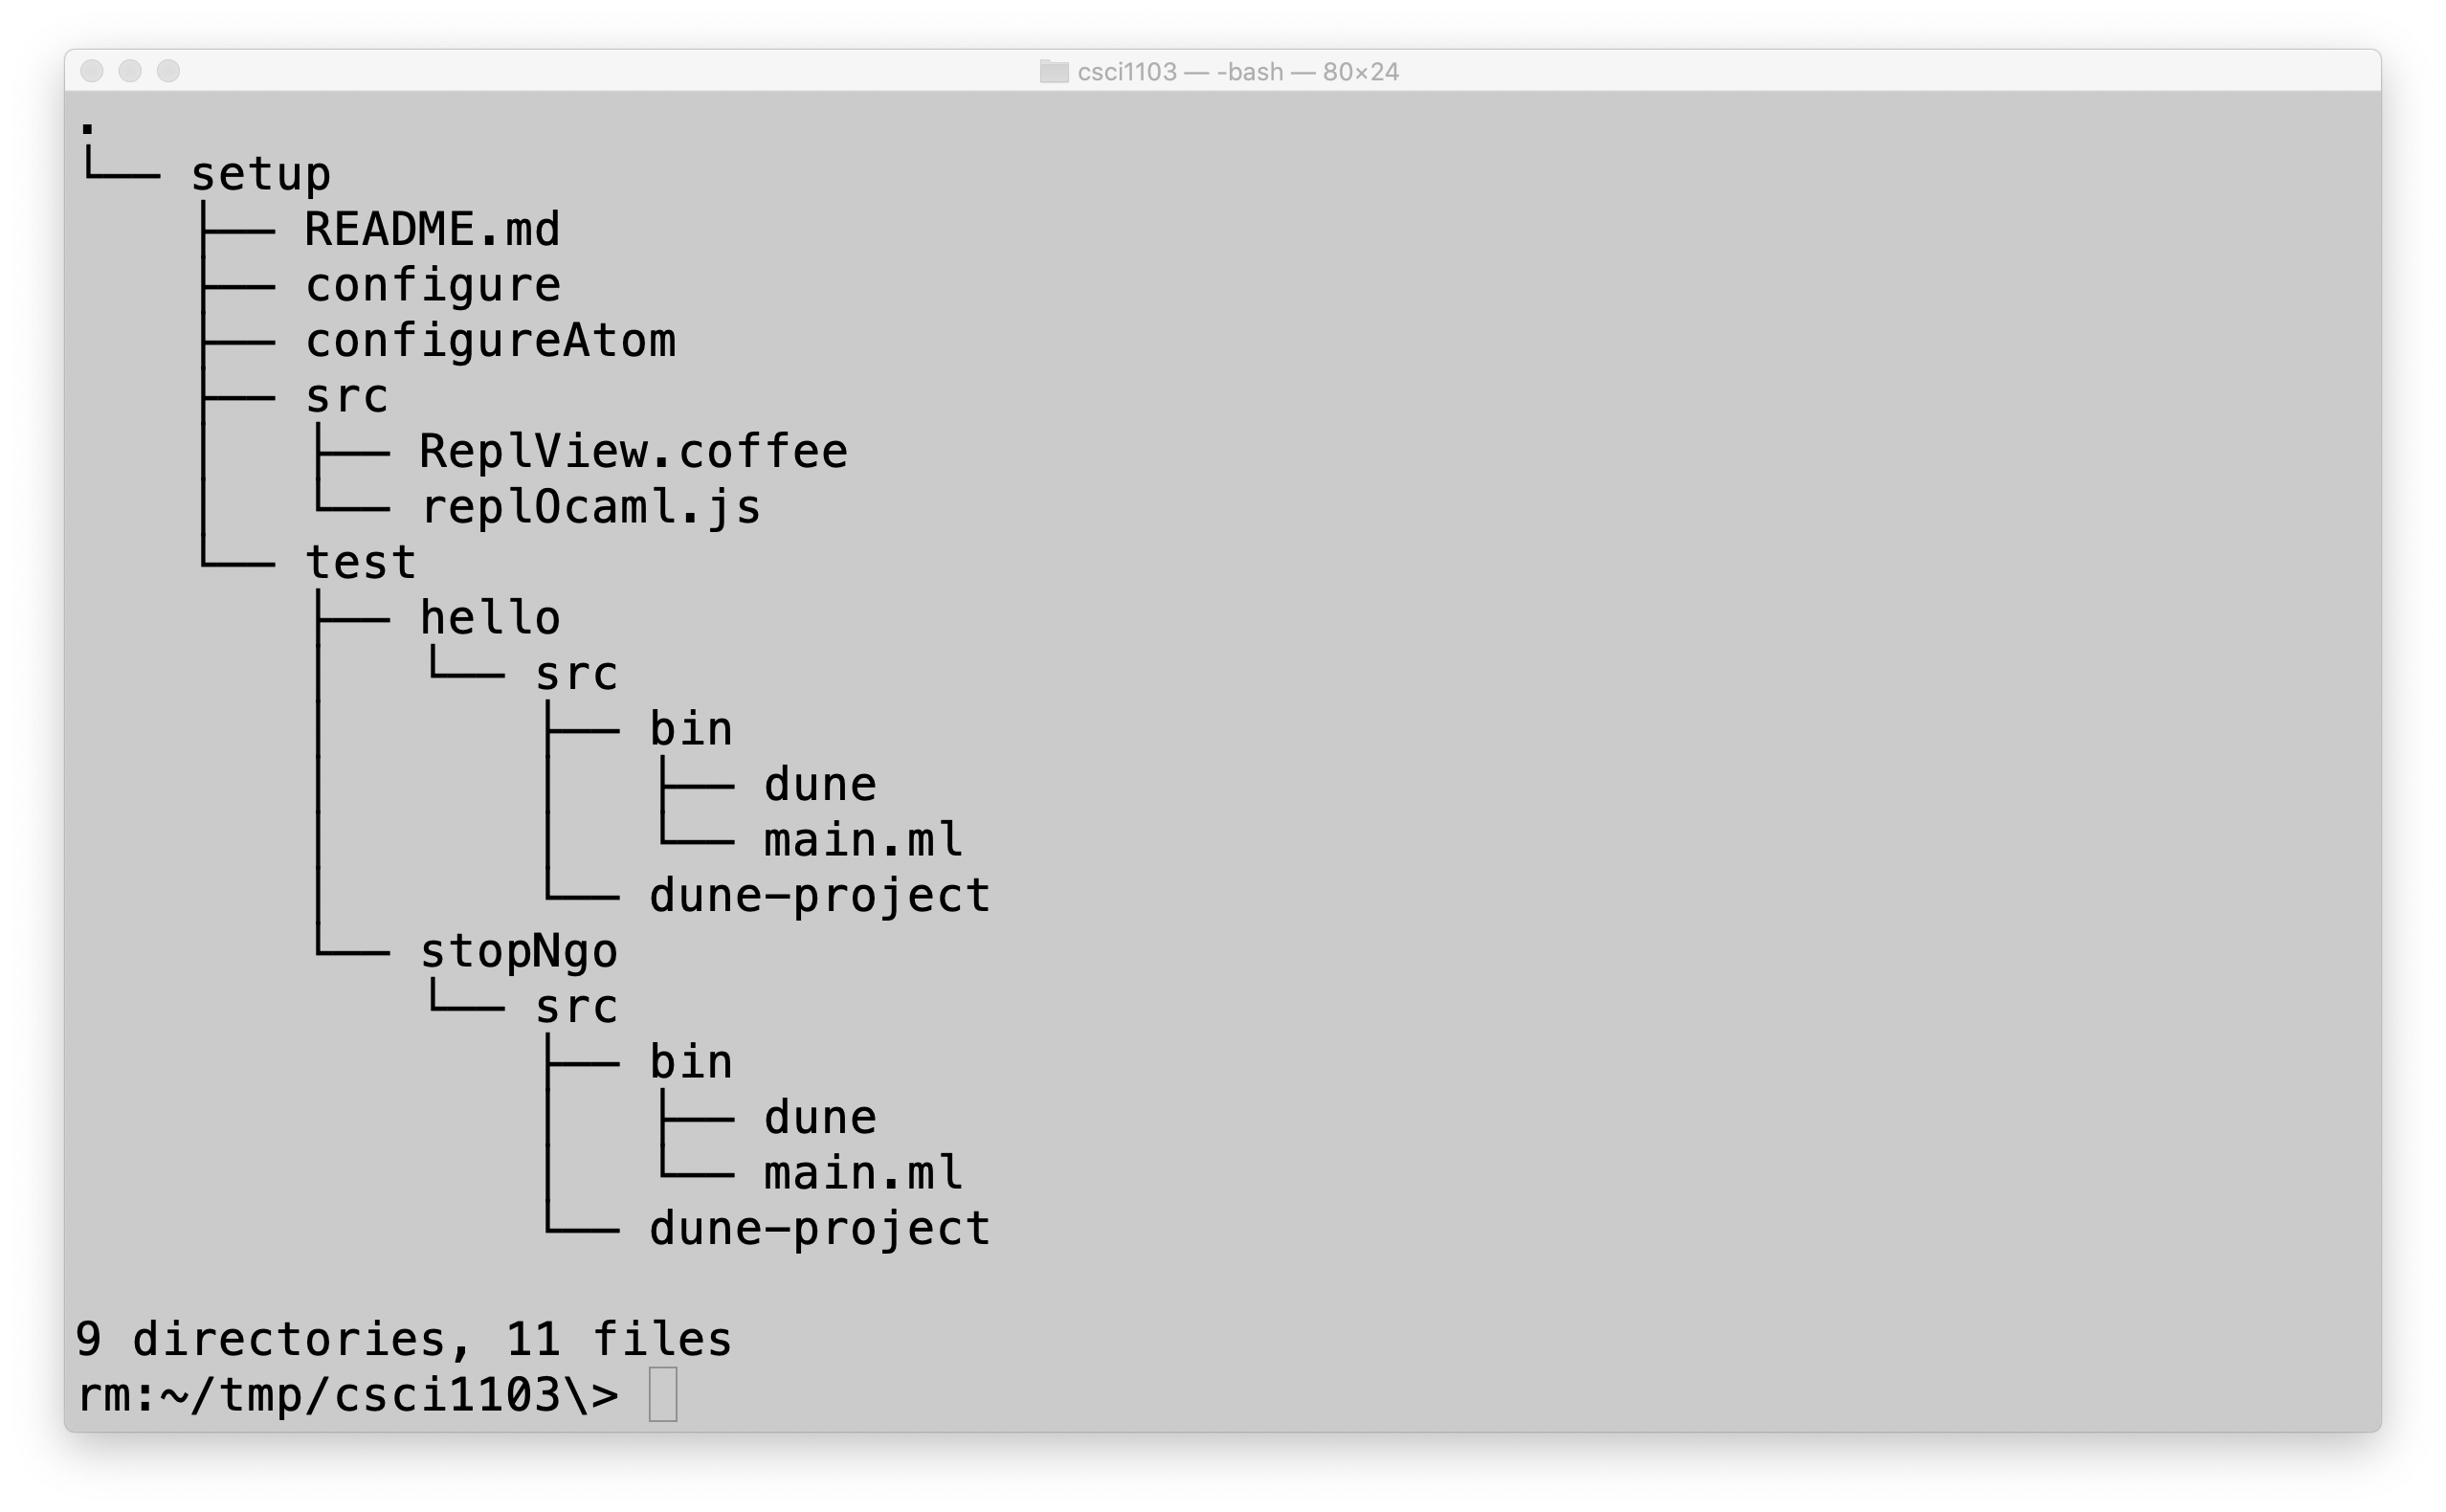 csci1103 — -bash — 80×24
.
└── setup
    ├── README.md
    ├── configure
    ├── configureAtom
    ├── src
    │   ├── ReplView.coffee
    │   └── replOcaml.js
    └── test
        ├── hello
        │   └── src
        │       ├── bin
        │       │   ├── dune
        │       │   └── main.ml
        │       └── dune-project
        └── stopNgo
            └── src
                ├── bin
                │   ├── dune
                │   └── main.ml
                └── dune-project
9 directories, 11 files
rm:~/tmp/csci1103\>